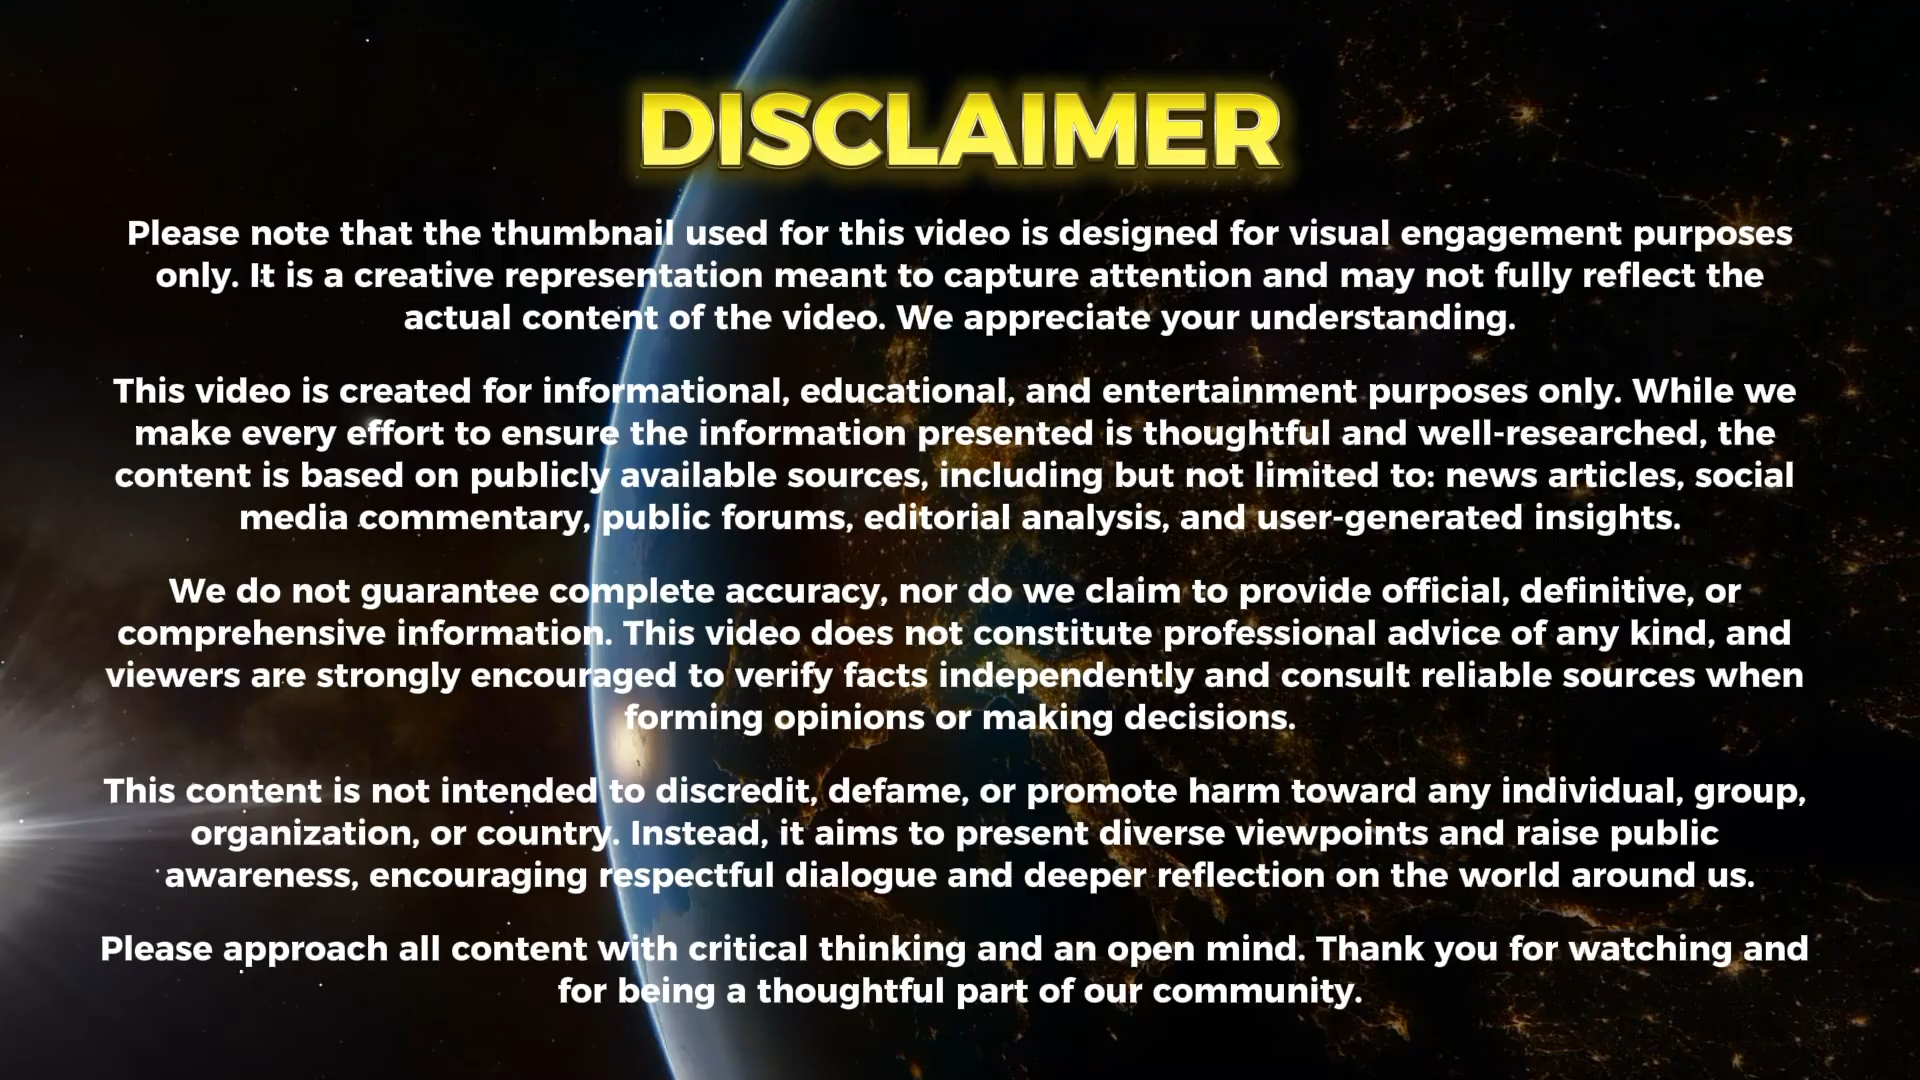 DISCLAIMER
Please note that the thumbnail used for this video is designed for visual engagement purposes
only. It is a creative representation meant to capture attention and may not fully reflect the
actual content of the video. We appreciate your understanding.
This video is created for informational, educational, and entertainment purposes only. While we
make every effort to ensure the information presented is thoughtful and well-researched, the
content is based on publicly available sources, including but not limited to: news articles, social
media commentary, public forums, editorial analysis, and user-generated insights.
We do not guarantee complete accuracy, nor do we claim to provide official, definitive, or
comprehensive information. This video does not constitute professional advice of any kind, and
viewers are strongly encouraged to verify facts independently and consult reliable sources when
forming opinions or making decisions.
This content is not intended to discredit, defame, or promote harm toward any individual, group,
organization, or country. Instead, it aims to present diverse viewpoints and raise public
awareness, encouraging respectful dialogue and deeper reflection on the world around us.
Please approach all content with critical thinking and an open mind. Thank you for watching and
for being a thoughtful part of our community.